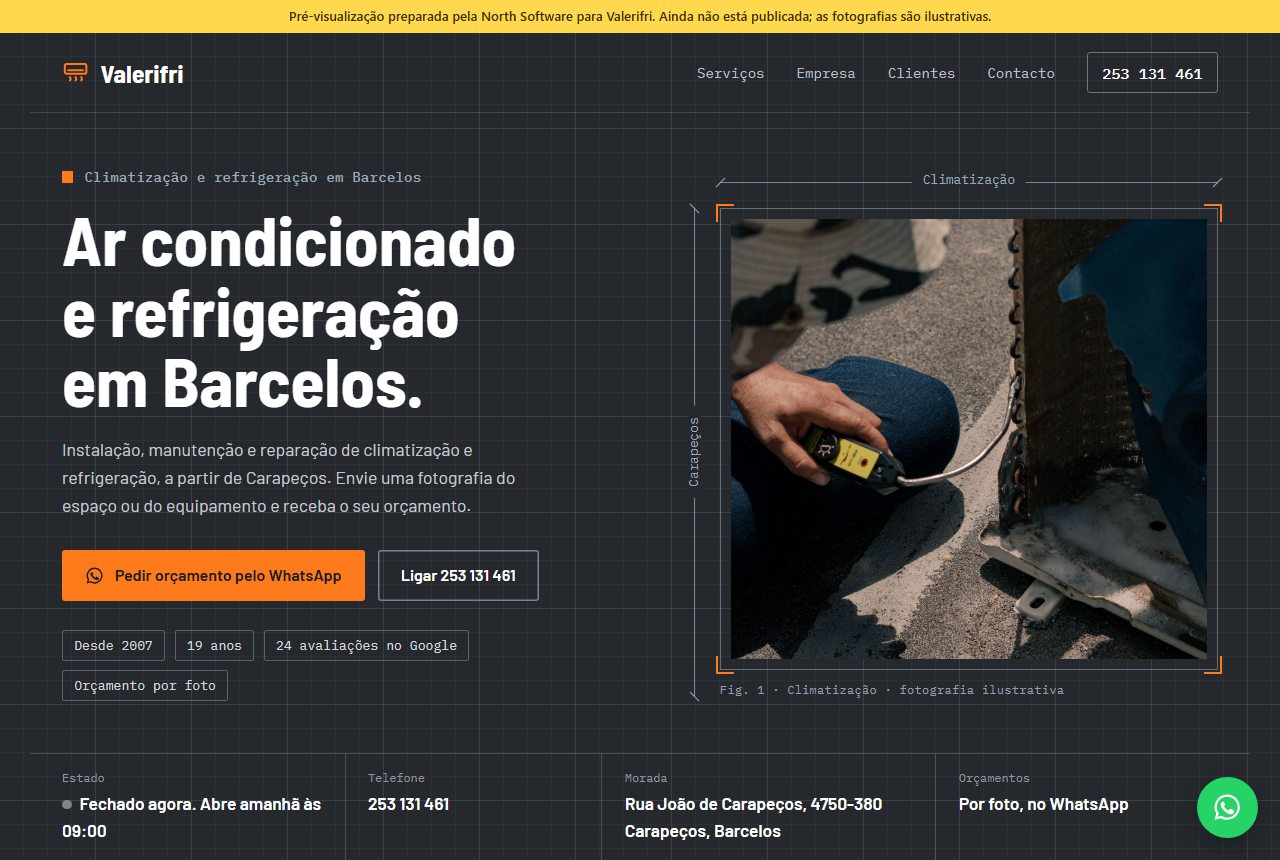 Pré-visualização preparada pela North Software para Valerifri. Ainda não está publicada; as fotografias são ilustrativas.
Valerifri
Serviços
Empresa
Clientes
Contacto
253 131 461
Climatização e refrigeração em Barcelos
Ar condicionado
e refrigeração
em Barcelos.
Instalação, manutenção e reparação de climatização e
refrigeração, a partir de Carapeços. Envie uma fotografia do
espaço ou do equipamento e receba o seu orçamento.
Pedir orçamento pelo WhatsApp
Ligar 253 131 461
Desde 2007
19 anos
24 avaliações no Google
Orçamento por foto
Climatização
Carapeços
Fig. 1 · Climatização · fotografia ilustrativa
Estado
Fechado agora. Abre amanhã às
09:00
Telefone
253 131 461
Morada
Rua João de Carapeços, 4750-380
Carapeços, Barcelos
Orçamentos
Por foto, no WhatsApp